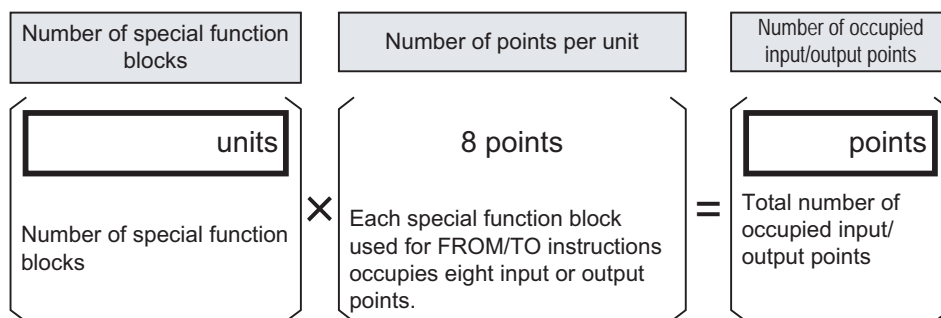 Number of special function
blocks
Number of points per unit
Number of occupied
input/output points
units
Number of special function
blocks
×
8 points
Each special function block
used for FROM/TO instructions
occupies eight input or output
points.
=
points
Total number of
occupied input/
output points